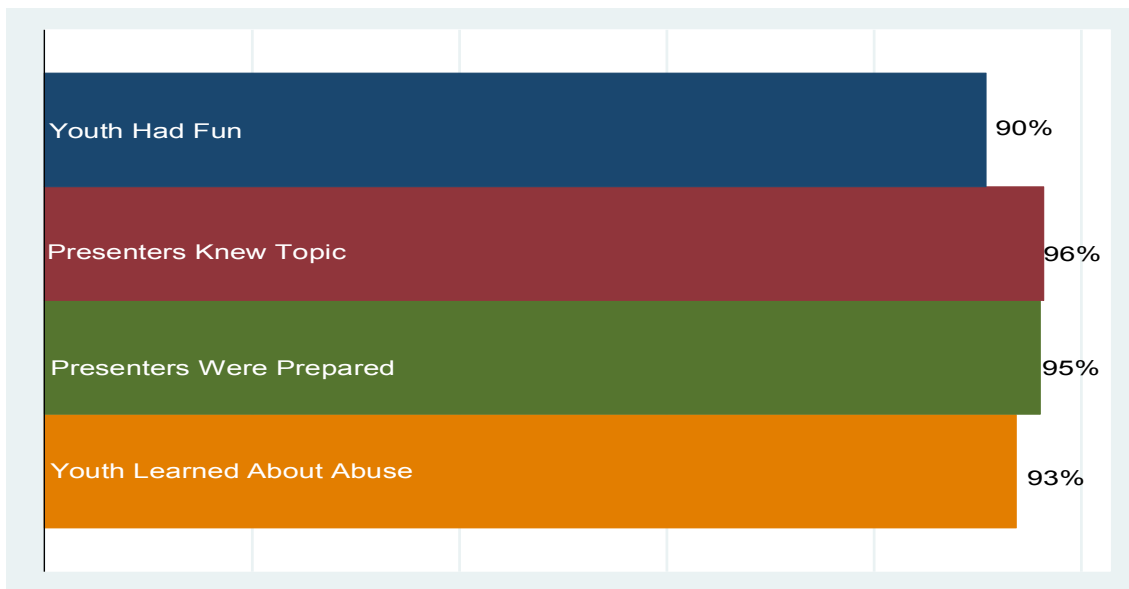 Youth Had Fun 90%
Presenters Knew Topic 96%
Presenters Were Prepared 95%
Youth Learned About Abuse 93%